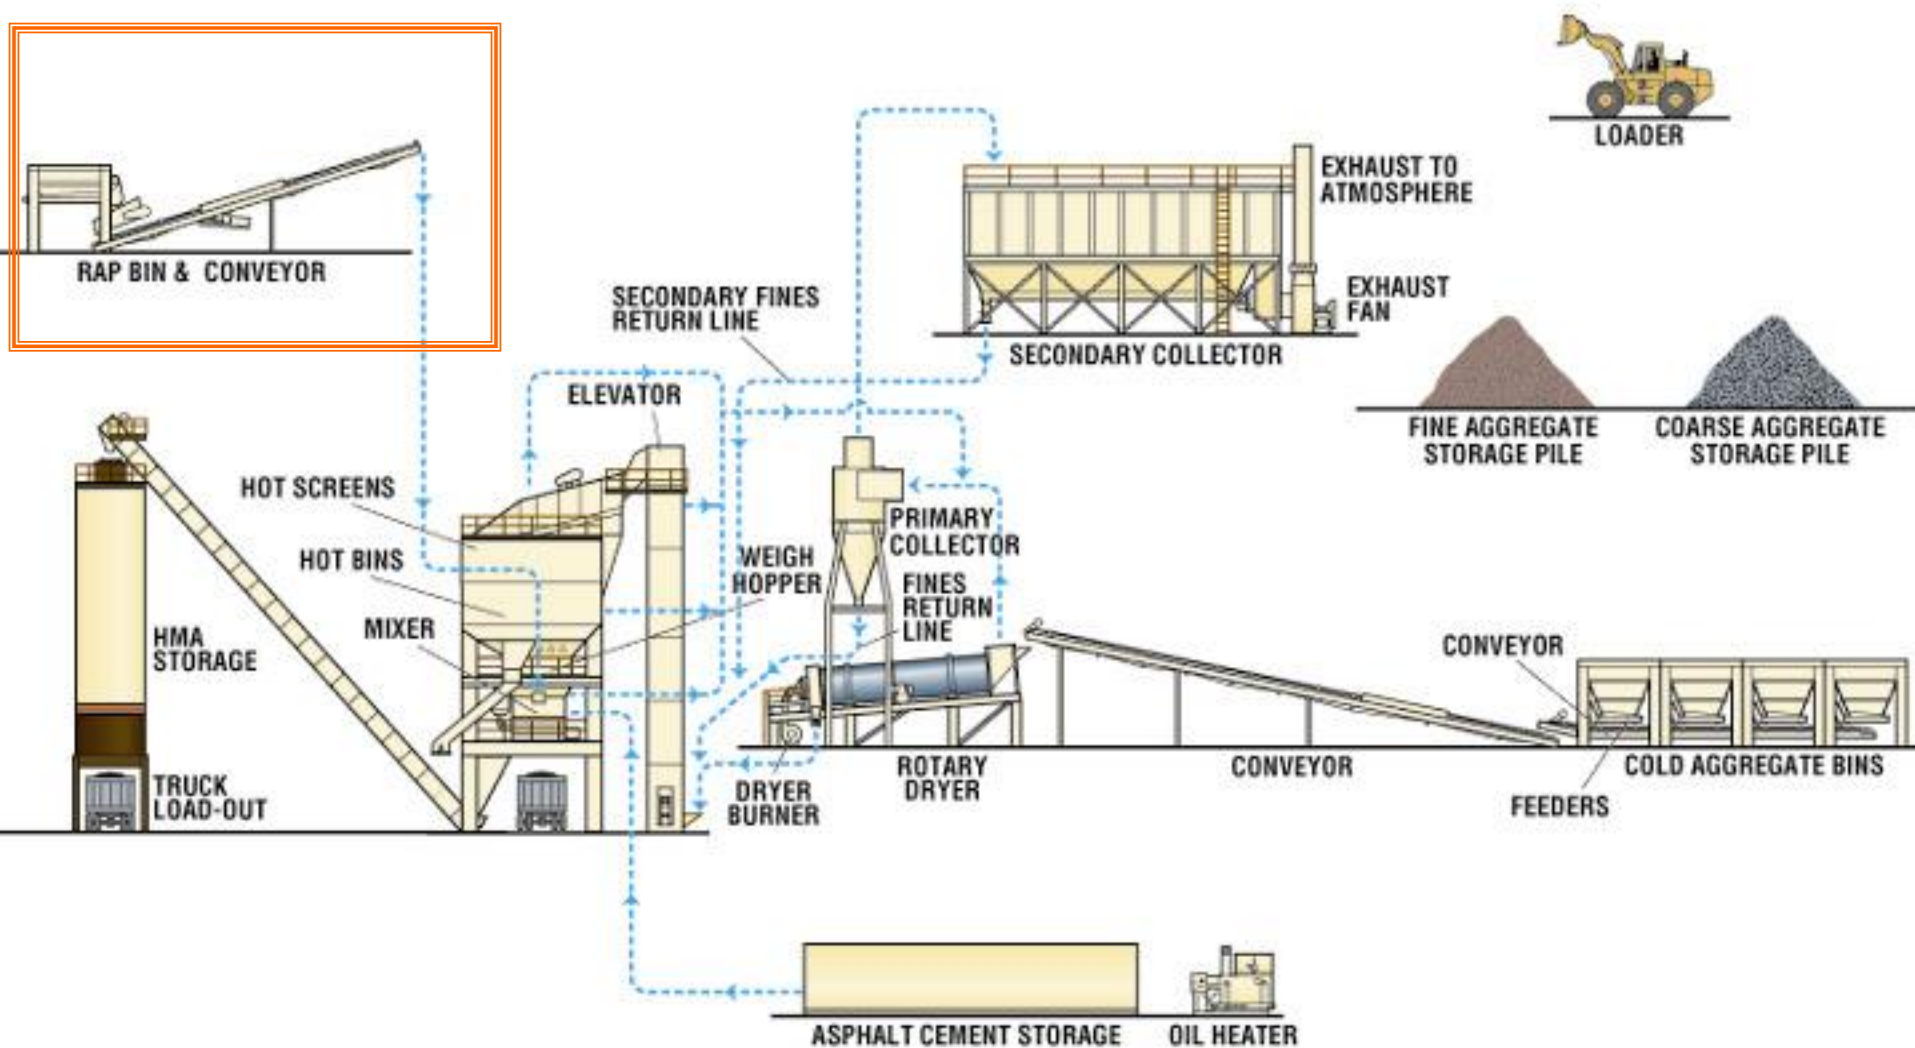 LOADER
EXHAUST TO
ATMOSPHERE
RAP BIN & CONVEYOR
SECONDARY FINES
RETURN LINE
EXHAUST
FAN
SECONDARY COLLECTOR
ELEVATOR
FINE AGGREGATE
STORAGE PILE
COARSE AGGREGATE
STORAGE PILE
HOT SCREENS
PRIMARY
COLLECTOR
HOT BINS
WEIGH
HOPPER
FINES
RETURN
LINE
MIXER
HMA
STORAGE
CONVEYOR
TRUCK
LOAD-OUT
DRYER
BURNER
ROTARY
DRYER
CONVEYOR
COLD AGGREGATE BINS
FEEDERS
ASPHALT CEMENT STORAGE
OIL HEATER